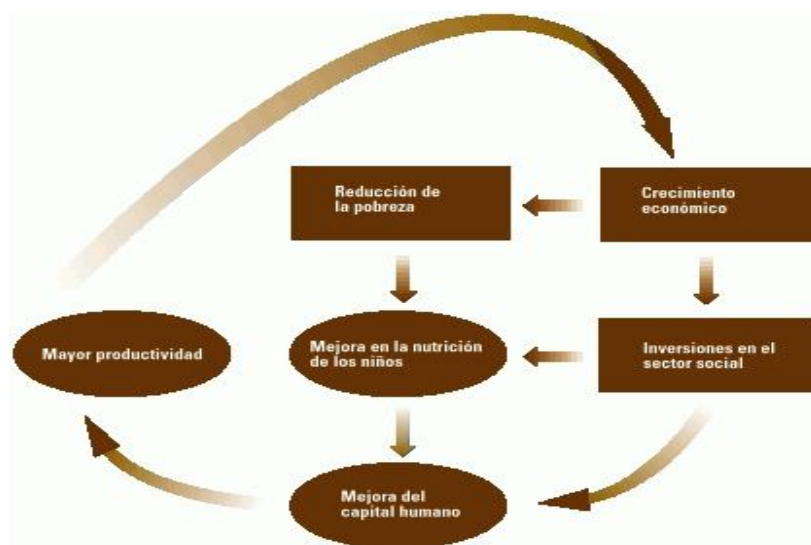 Reducción de
la pobreza
Crecimiento
económico
Mayor productividad
Mejora en la nutrición
de los niños
Inversiones en el
sector social
Mejora del
capital humano